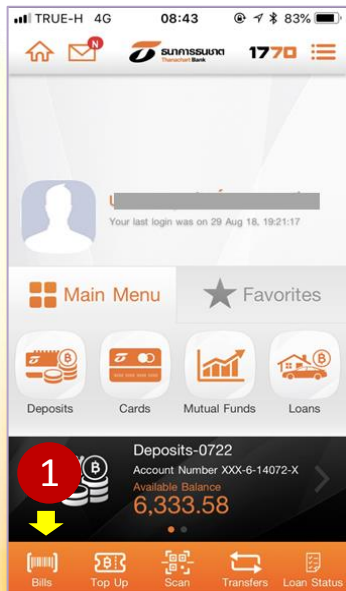 TRUE-H 4G 08:43 83%
N
ธนาคารธนชาต
Thanachart Bank
1770
Your last login was on 29 Aug 18, 19:21:17
Main Menu
Favorites
Deposits
Cards
Mutual Funds
Loans
Deposits-0722
Account Number XXX-6-14072-X
Available Balance
6,333.58
1
Bills
Top Up
Scan
Transfers
Loan Status